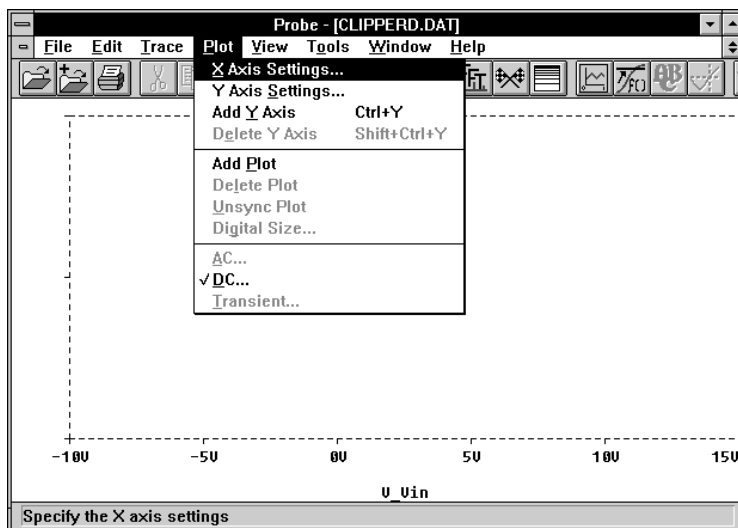 Probe - [CLIPPERD.DAT]
File Edit Trace Plot View Tools Window Help
X Axis Settings...
Y Axis Settings...
Add Y Axis Ctrl+Y
Delete Y Axis Shift+Ctrl+Y
Add Plot
Delete Plot
Unsync Plot
Digital Size...
AC...
✓ DC...
Transient...
-10V -5V 0V 5V 10V 15V
V_Vin
Specify the X axis settings